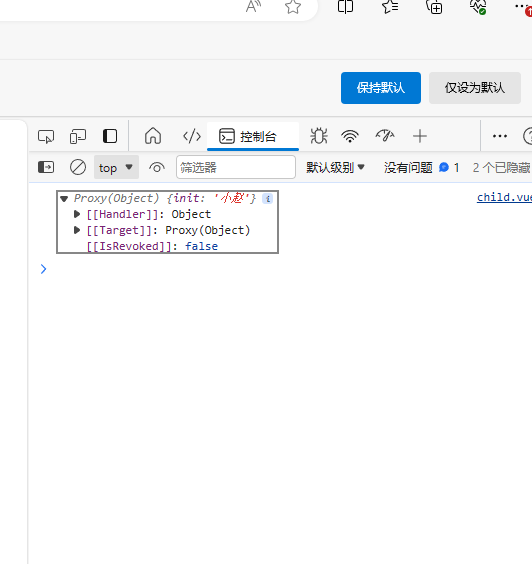 保持默认 仅设为默认
控制台
top 筛选器 默认级别 没有问题 1 2 个已隐藏
Proxy(Object) {init: '小赵'} child.vue
[[Handler]]: Object
[[Target]]: Proxy(Object)
[[IsRevoked]]: false